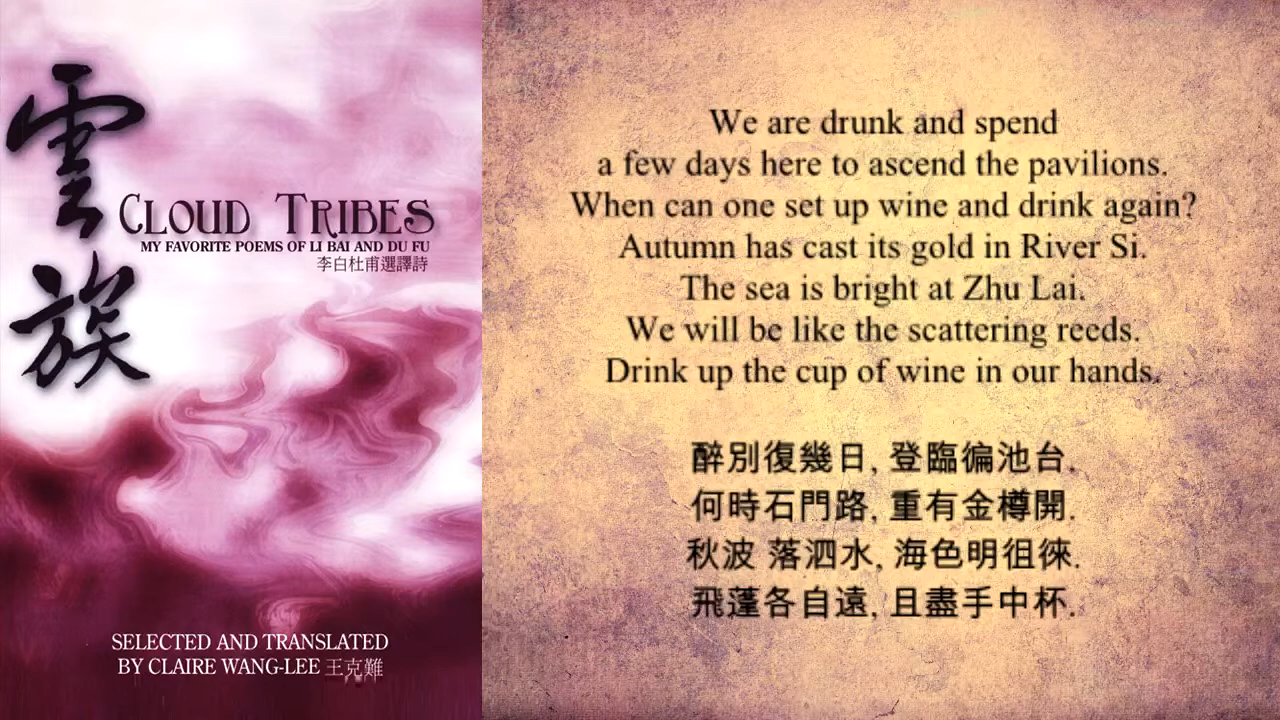 雲族
CLOUD TRIBES
MY FAVORITE POEMS OF LI BAI AND DU FU
李白杜甫選譯詩
SELECTED AND TRANSLATED
BY CLAIRE WANG-LEE 王克難
We are drunk and spend
a few days here to ascend the pavilions.
When can one set up wine and drink again?
Autumn has cast its gold in River Si.
The sea is bright at Zhu Lai.
We will be like the scattering reeds.
Drink up the cup of wine in our hands.
醉別復幾日, 登臨徧池台.
何時石門路, 重有金樽開.
秋波 落泗水, 海色明徂徠.
飛蓬各自遠, 且盡手中杯.